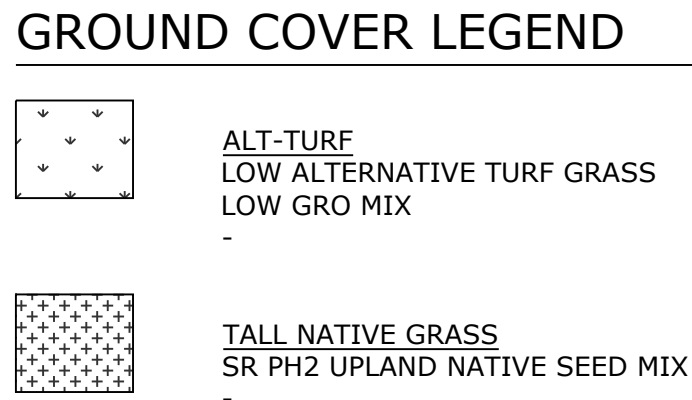 GROUND COVER LEGEND
ALT-TURF
LOW ALTERNATIVE TURF GRASS
LOW GRO MIX
-
TALL NATIVE GRASS
SR PH2 UPLAND NATIVE SEED MIX
-